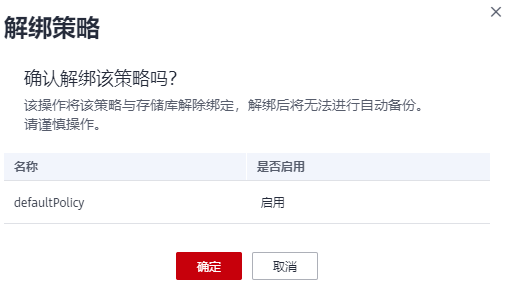 解绑策略
确认解绑该策略吗?
该操作将该策略与存储库解除绑定，解绑后将无法进行自动备份。
请谨慎操作。
名称 是否启用
defaultPolicy 启用
确定 取消